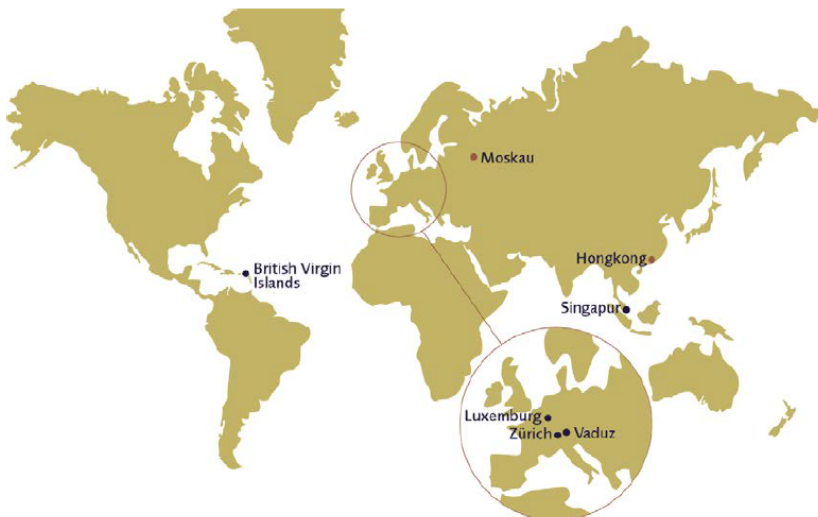 Moskau
British Virgin
Islands
Hongkong
Singapur
Luxemburg
Zürich
Vaduz